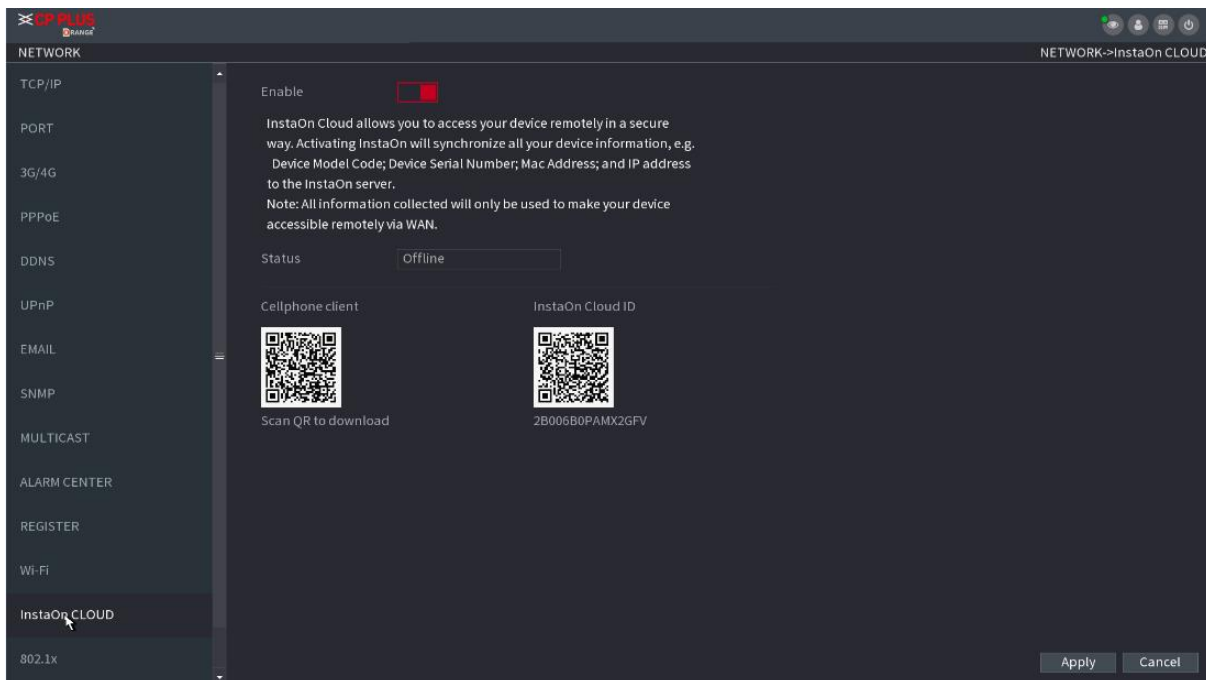 CP PLUS
ORANGE
NETWORK
NETWORK->InstaOn CLOUD
TCP/IP
PORT
3G/4G
PPPoE
DDNS
UPnP
EMAIL
SNMP
MULTICAST
ALARM CENTER
REGISTER
Wi-Fi
InstaOn CLOUD
802.1x
Enable
InstaOn Cloud allows you to access your device remotely in a secure
way. Activating InstaOn will synchronize all your device information, e.g.
Device Model Code; Device Serial Number; Mac Address; and IP address
to the InstaOn server.
Note: All information collected will only be used to make your device
accessible remotely via WAN.
Status
Offline
Cellphone client
InstaOn Cloud ID
Scan QR to download
2B006B0PAMX2GFV
Apply
Cancel